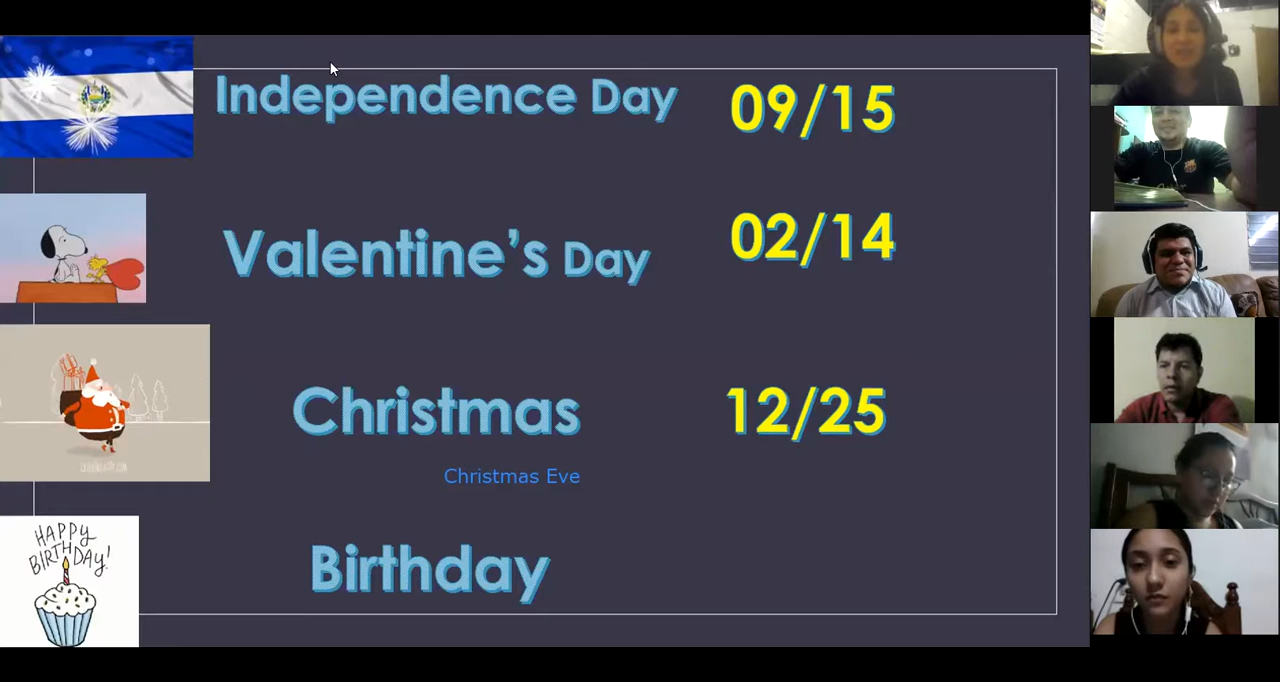 Independence Day 09/15
Valentine's Day 02/14
Christmas 12/25
Christmas Eve
HAPPY
BIRTHDAY!
Birthday